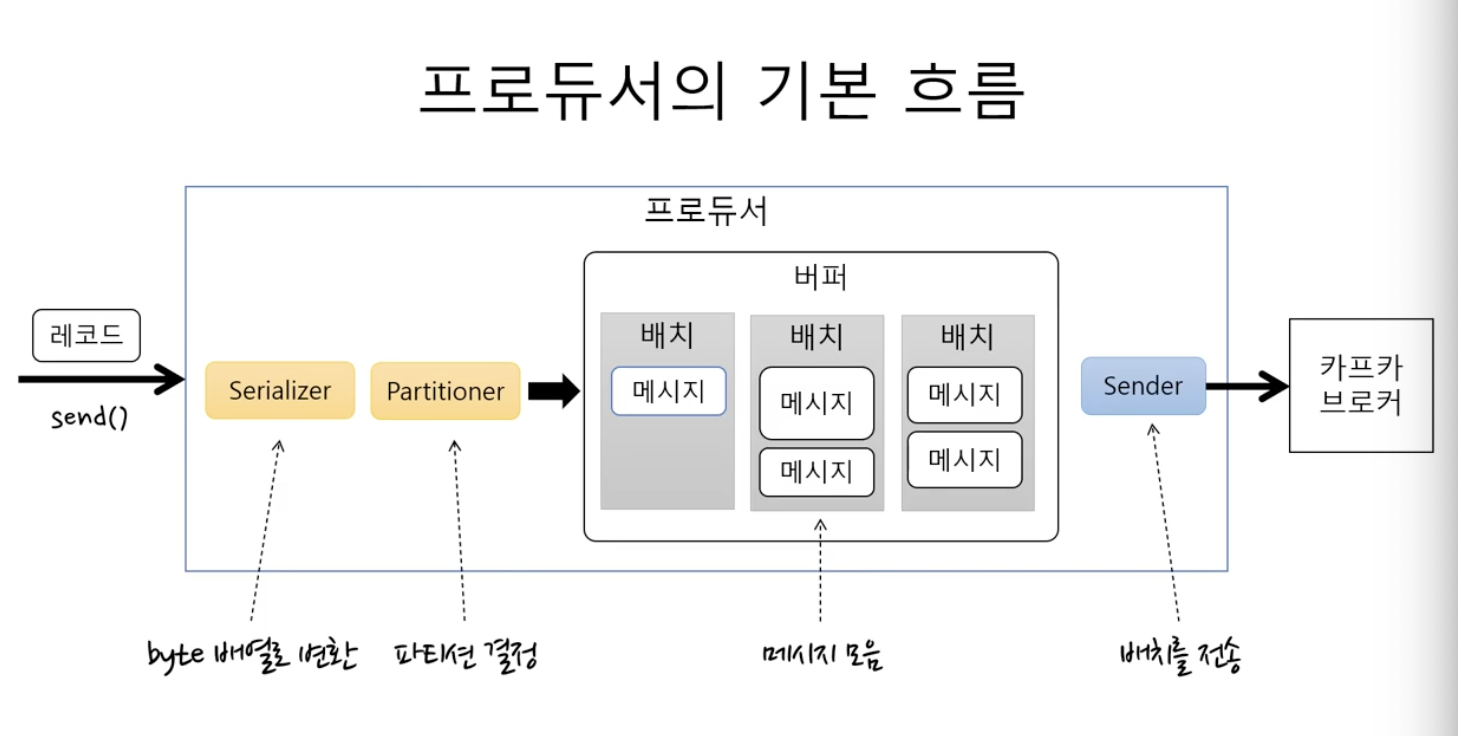 프로듀서의 기본 흐름
프로듀서
버퍼
레코드
send()
Serializer
Partitioner
배치
메시지
배치
메시지
메시지
배치
메시지
메시지
Sender
카프카
브로커
byte 배열로 변환
파티션 결정
메시지 모음
배치를 전송